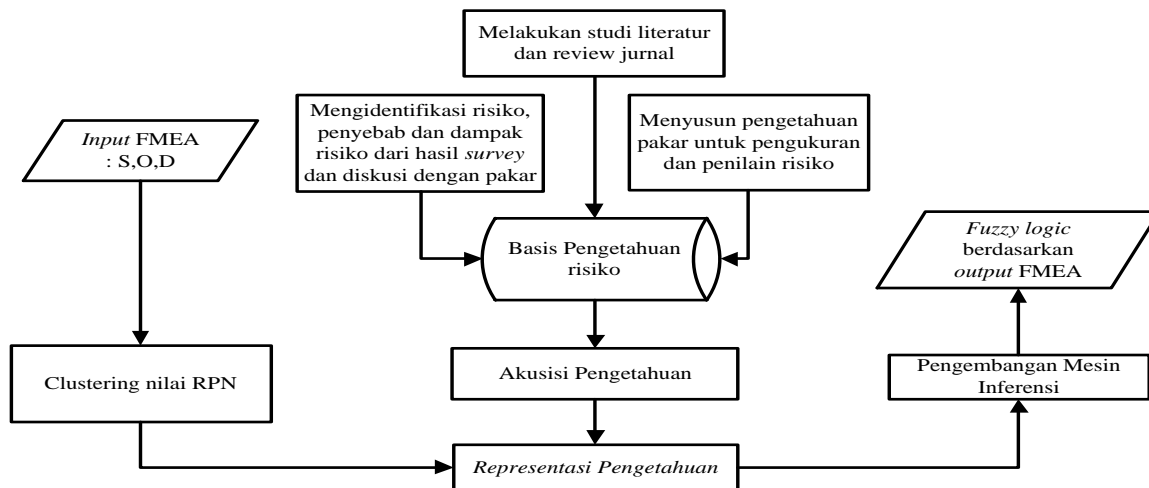 Melakukan studi literatur
dan review jurnal
Input FMEA
: S,O,D
Mengidentifikasi risiko,
penyebab dan dampak
risiko dari hasil survey
dan diskusi dengan pakar
Menyusun pengetahuan
pakar untuk pengukuran
dan penilain risiko
Basis Pengetahuan
risiko
Fuzzy logic
berdasarkan
output FMEA
Clustering nilai RPN
Akusisi Pengetahuan
Pengembangan Mesin
Inferensi
Representasi Pengetahuan